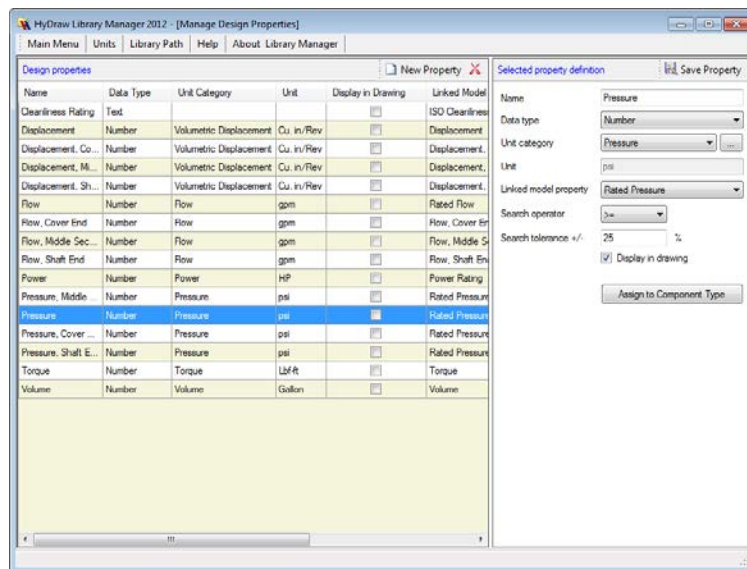 HyDraw Library Manager 2012 - [Manage Design Properties]
Main Menu Units Library Path Help About Library Manager
Design properties New Property
Name Data Type Unit Category Unit Display in Drawing Linked Model
Cleanliness Rating Text ISO Cleanliness
Displacement Number Volumetric Displacement Cu. in/Rev Displacement
Displacement, Co... Number Volumetric Displacement Cu. in/Rev Displacement,
Displacement, Mi... Number Volumetric Displacement Cu. in/Rev Displacement,
Displacement, Sh... Number Volumetric Displacement Cu. in/Rev Displacement,
Flow Number Flow gpm Rated Flow
Flow, Cover End Number Flow gpm Flow, Cover En
Flow, Middle Sec... Number Flow gpm Flow, Middle S
Flow, Shaft End Number Flow gpm Flow, Shaft En
Power Number Power HP Power Rating
Pressure, Middle ... Number Pressure psi Rated Pressure
Pressure Number Pressure psi Rated Pressure
Pressure, Cover ... Number Pressure psi Rated Pressure
Pressure, Shaft E... Number Pressure psi Rated Pressure
Torque Number Torque Lbf-ft Torque
Volume Number Volume Gallon Volume
Selected property definition Save Property
Name Pressure
Data type Number
Unit category Pressure ...
Unit psi
Linked model property Rated Pressure
Search operator >=
Search tolerance +/- 25 %
Display in drawing
Assign to Component Type